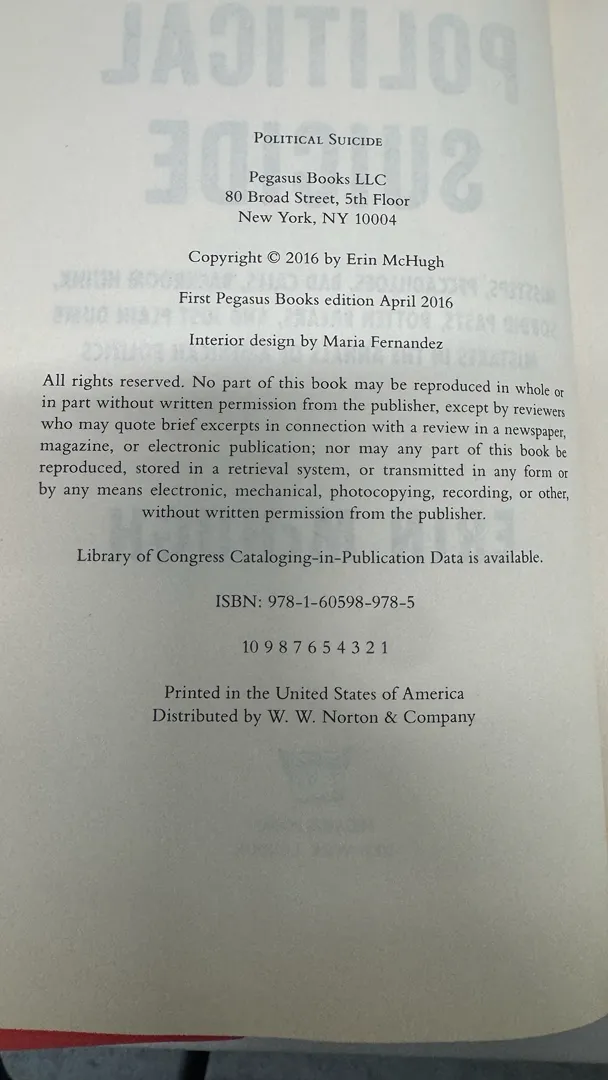 POLITICAL SUICIDE
Pegasus Books LLC
80 Broad Street, 5th Floor
New York, NY 10004
Copyright © 2016 by Erin McHugh
First Pegasus Books edition April 2016
Interior design by Maria Fernandez
All rights reserved. No part of this book may be reproduced in whole or
in part without written permission from the publisher, except by reviewers
who may quote brief excerpts in connection with a review in a newspaper,
magazine, or electronic publication; nor may any part of this book be
reproduced, stored in a retrieval system, or transmitted in any form or
by any means electronic, mechanical, photocopying, recording, or other,
without written permission from the publisher.
Library of Congress Cataloging-in-Publication Data is available.
ISBN: 978-1-60598-978-5
10 9 8 7 6 5 4 3 2 1
Printed in the United States of America
Distributed by W. W. Norton & Company